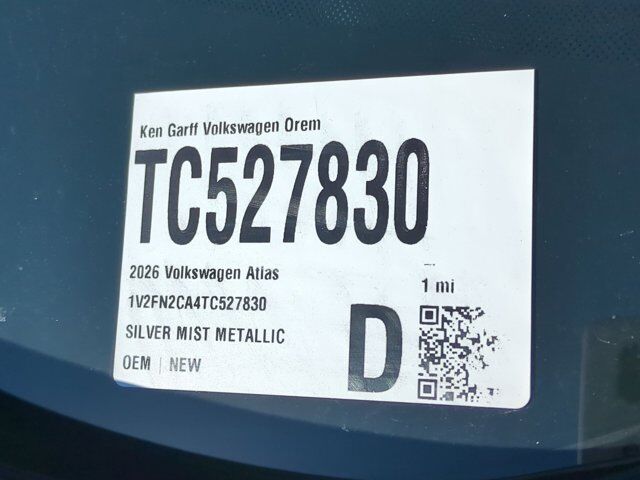 Ken Garff Volkswagen Orem
TC527830
2026 Volkswagen Atlas
1 mi
1V2FN2CA4TC527830
SILVER MIST METALLIC
OEM | NEW
D